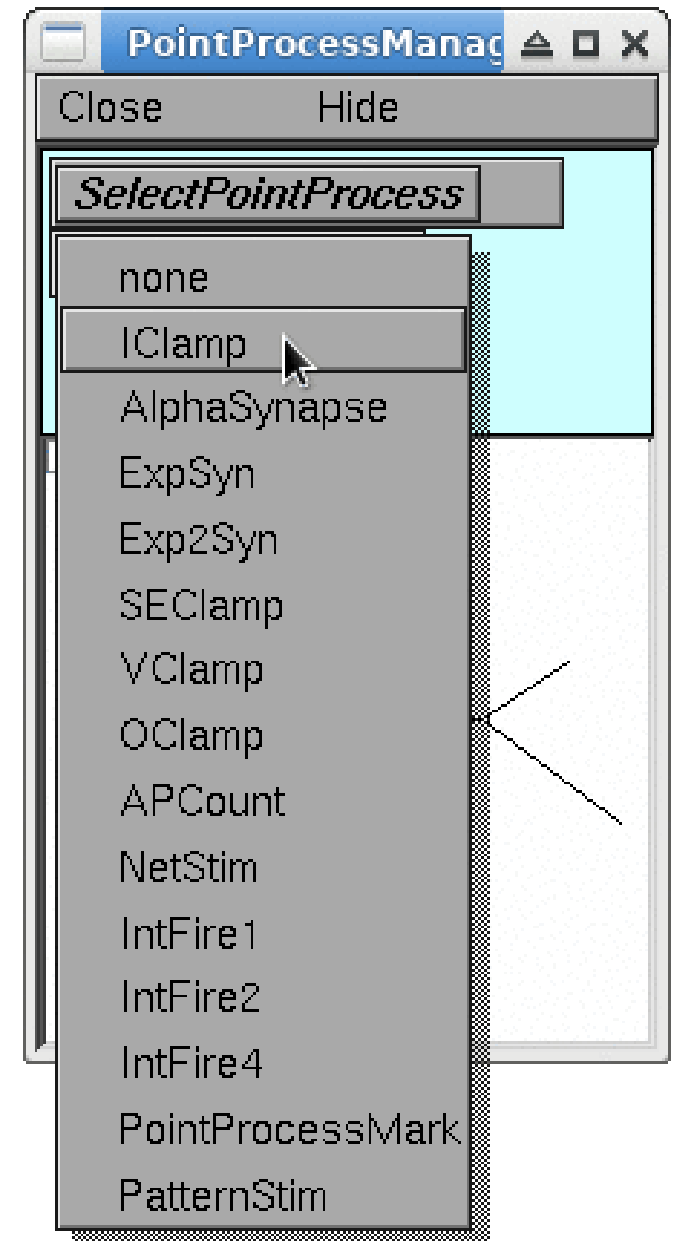 PointProcessManag
Close Hide
SelectPointProcess
none
IClamp
AlphaSynapse
ExpSyn
Exp2Syn
SEClamp
VClamp
OClamp
APCount
NetStim
IntFire1
IntFire2
IntFire4
PointProcessMark
PatternStim